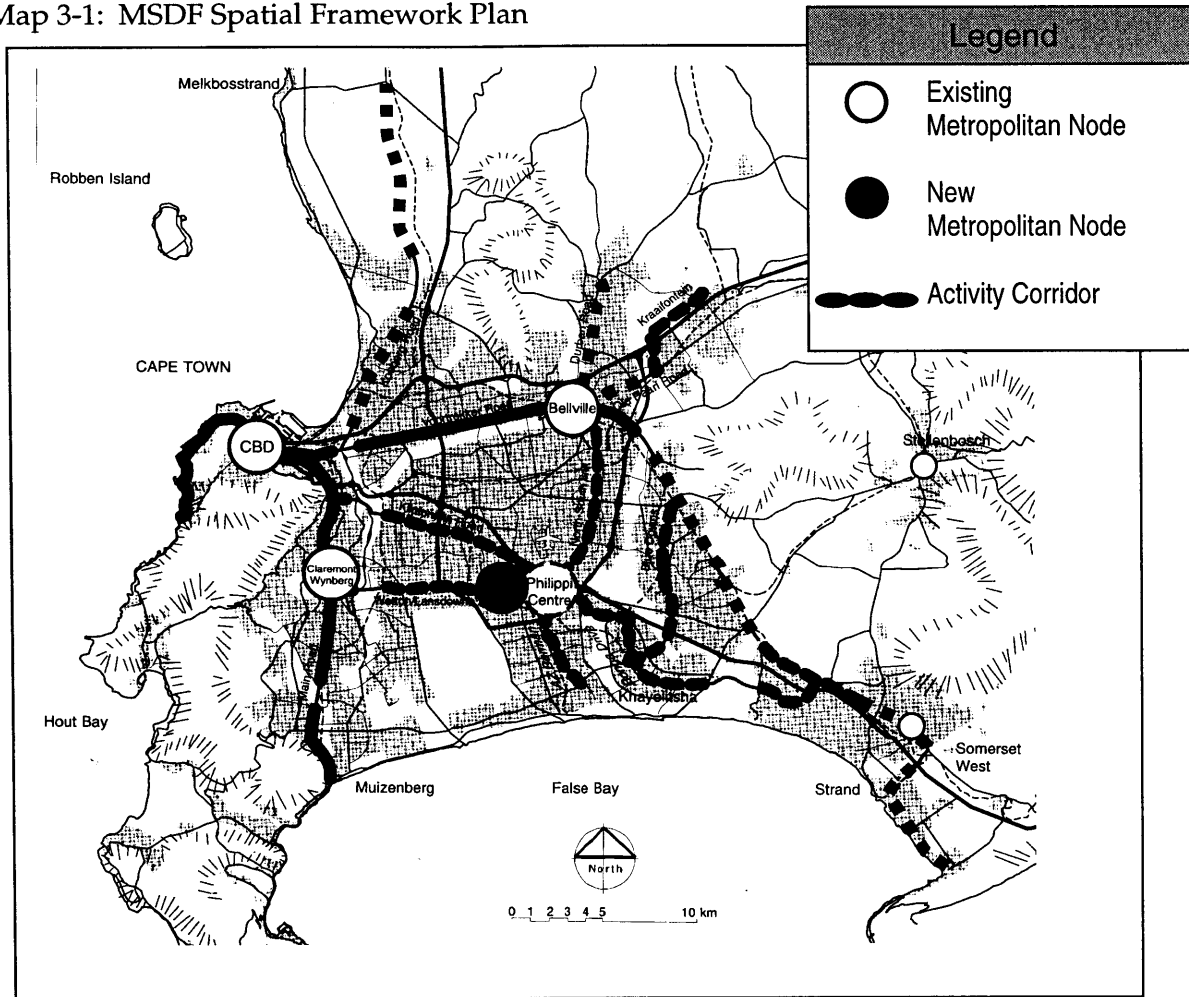 Map 3-1: MSDF Spatial Framework Plan
Legend
Existing
Metropolitan Node
New
Metropolitan Node
Activity Corridor
Melkbosstrand
Robben Island
CAPE TOWN
Kraaifontein
Bellville
CBD
Stellenbosch
Claremont
Wynberg
Philippi
Centre
Khayelitsha
Hout Bay
Muizenberg
False Bay
Strand
Somerset
West
North
0 1 2 3 4 5 10 km